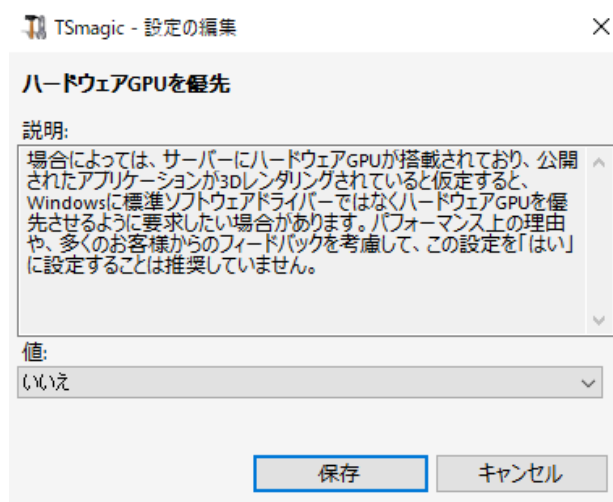 TSmagic - 設定の編集
ハードウェアGPUを優先
説明:
場合によっては、サーバーにハードウェアGPUが搭載されており、公開
されたアプリケーションが3Dレンダリングされていると仮定すると、
Windowsに標準ソフトウェアドライバーではなくハードウェアGPUを優
先させるように要求したい場合があります。パフォーマンス上の理由
や、多くのお客様からのフィードバックを考慮して、この設定を「はい」
に設定することは推奨していません。
値:
いいえ
保存
キャンセル